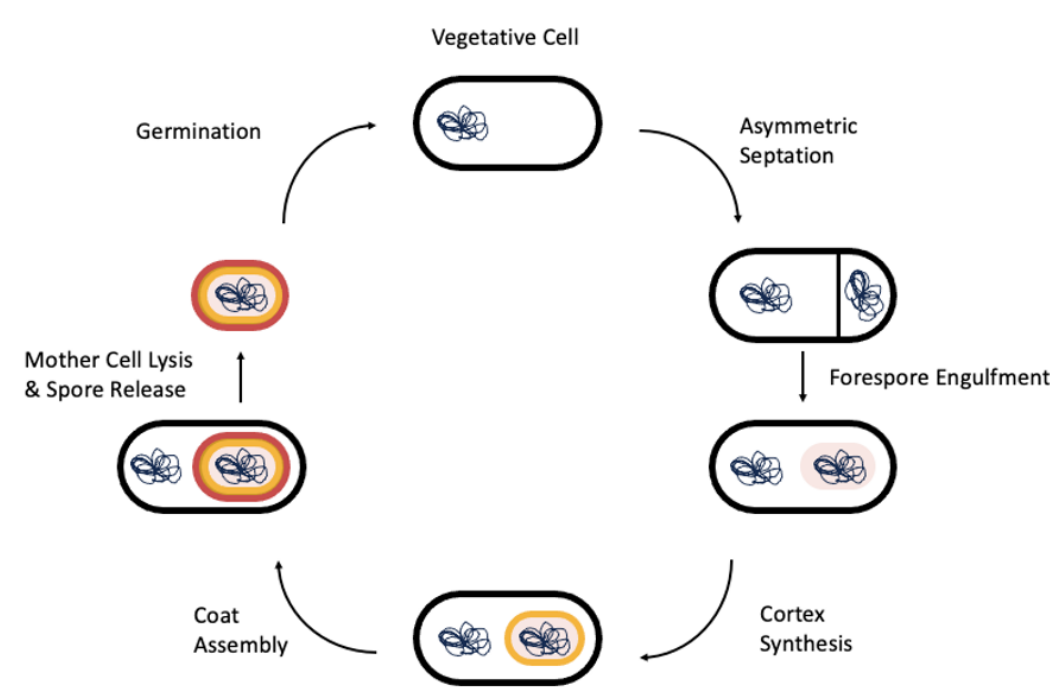 Vegetative Cell
Germination
Asymmetric
Septation
Mother Cell Lysis
& Spore Release
Forespore Engulfment
Coat
Assembly
Cortex
Synthesis